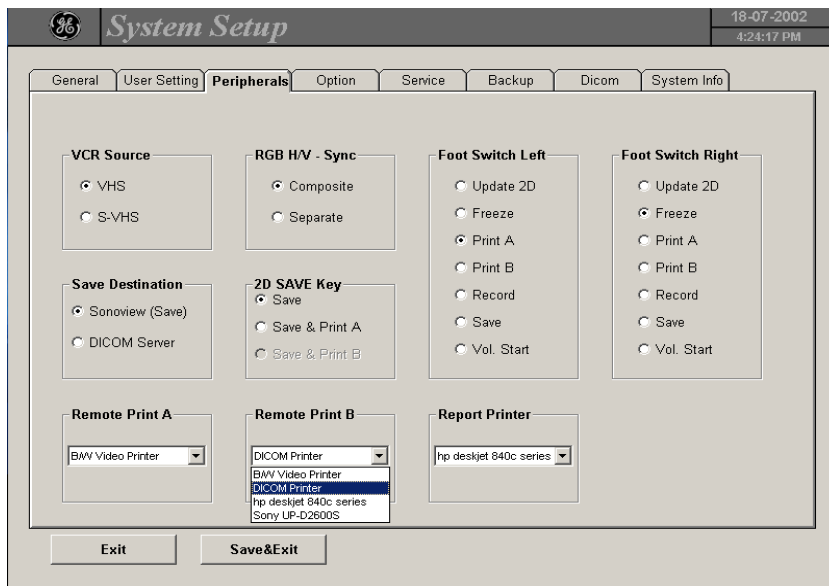 GE
System Setup
18-07-2002
4:24:17 PM
General
User Setting
Peripherals
Option
Service
Backup
Dicom
System Info
VCR Source
VHS
S-VHS
RGB H/V - Sync
Composite
Separate
Foot Switch Left
Update 2D
Freeze
Print A
Print B
Record
Save
Vol. Start
Foot Switch Right
Update 2D
Freeze
Print A
Print B
Record
Save
Vol. Start
Save Destination
Sonoview (Save)
DICOM Server
2D SAVE Key
Save
Save & Print A
Save & Print B
Remote Print A
B/W Video Printer
Remote Print B
DICOM Printer
B/W Video Printer
DICOM Printer
hp deskjet 840c series
Sony UP-D2600S
Report Printer
hp deskjet 840c series
Exit
Save&Exit